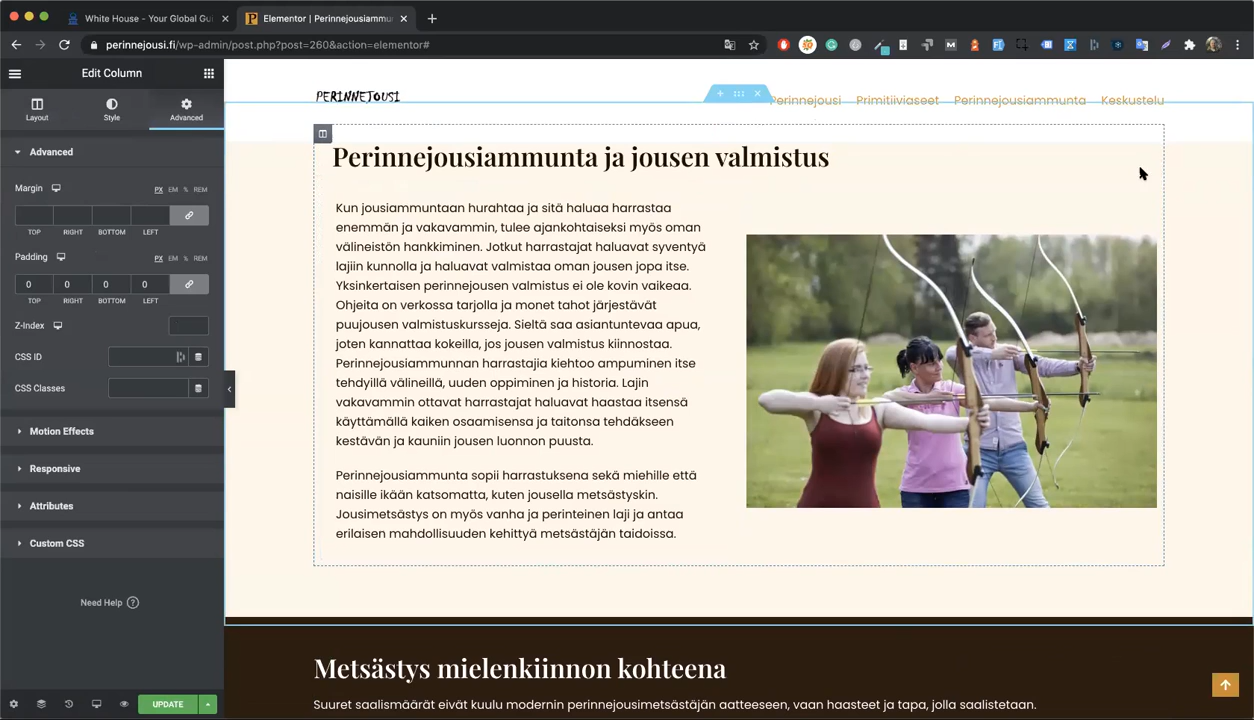 White House - Your Global Gui
Elementor | Perinnejousiammun
perinnejousi.fi/wp-admin/post.php?post=260&action=elementor#
Edit Column
Layout
Style
Advanced
Advanced
Margin
PX EM % REM
TOP RIGHT BOTTOM LEFT
Padding
PX EM % REM
0 0 0 0
TOP RIGHT BOTTOM LEFT
Z-Index
CSS ID
CSS Classes
Motion Effects
Responsive
Attributes
Custom CSS
Need Help ?
UPDATE
PERINNEJOUSI
Perinnejousi Primitiiviaseet Perinnejousiammunta Keskustelu
Perinnejousiammunta ja jousen valmistus
Kun jousiammuntaan hurahtaa ja sitä haluaa harrastaa
enemmän ja vakavammin, tulee ajankohtaiseksi myös oman
välineistön hankkiminen. Jotkut harrastajat haluavat syventyä
lajiin kunnolla ja haluavat valmistaa oman jousen jopa itse.
Yksinkertaisen perinnejousen valmistus ei ole kovin vaikeaa.
Ohjeita on verkossa tarjolla ja monet tahot järjestävät
puujousen valmistuskursseja. Sieltä saa asiantuntevaa apua,
joten kannattaa kokeilla, jos jousen valmistus kiinnostaa.
Perinnejousiammunnan harrastajia kiehtoo ampuminen itse
tehdyillä välineillä, uuden oppiminen ja historia. Lajin
vakavammin ottavat harrastajat haluavat haastaa itsensä
käyttämällä kaiken osaamisensa ja taitonsa tehdäkseen
kestävän ja kauniin jousen luonnon puusta.
Perinnejousiammunta sopii harrastuksena sekä miehille että
naisille ikään katsomatta, kuten jousella metsästyskin.
Jousimetsästys on myös vanha ja perinteinen laji ja antaa
erilaisen mahdollisuuden kehittyä metsästäjän taidoissa.
Metsästys mielenkiinnon kohteena
Suuret saalismäärät eivät kuulu modernin perinnejousimetsästäjän aatteeseen, vaan haasteet ja tapa, jolla saalistetaan.